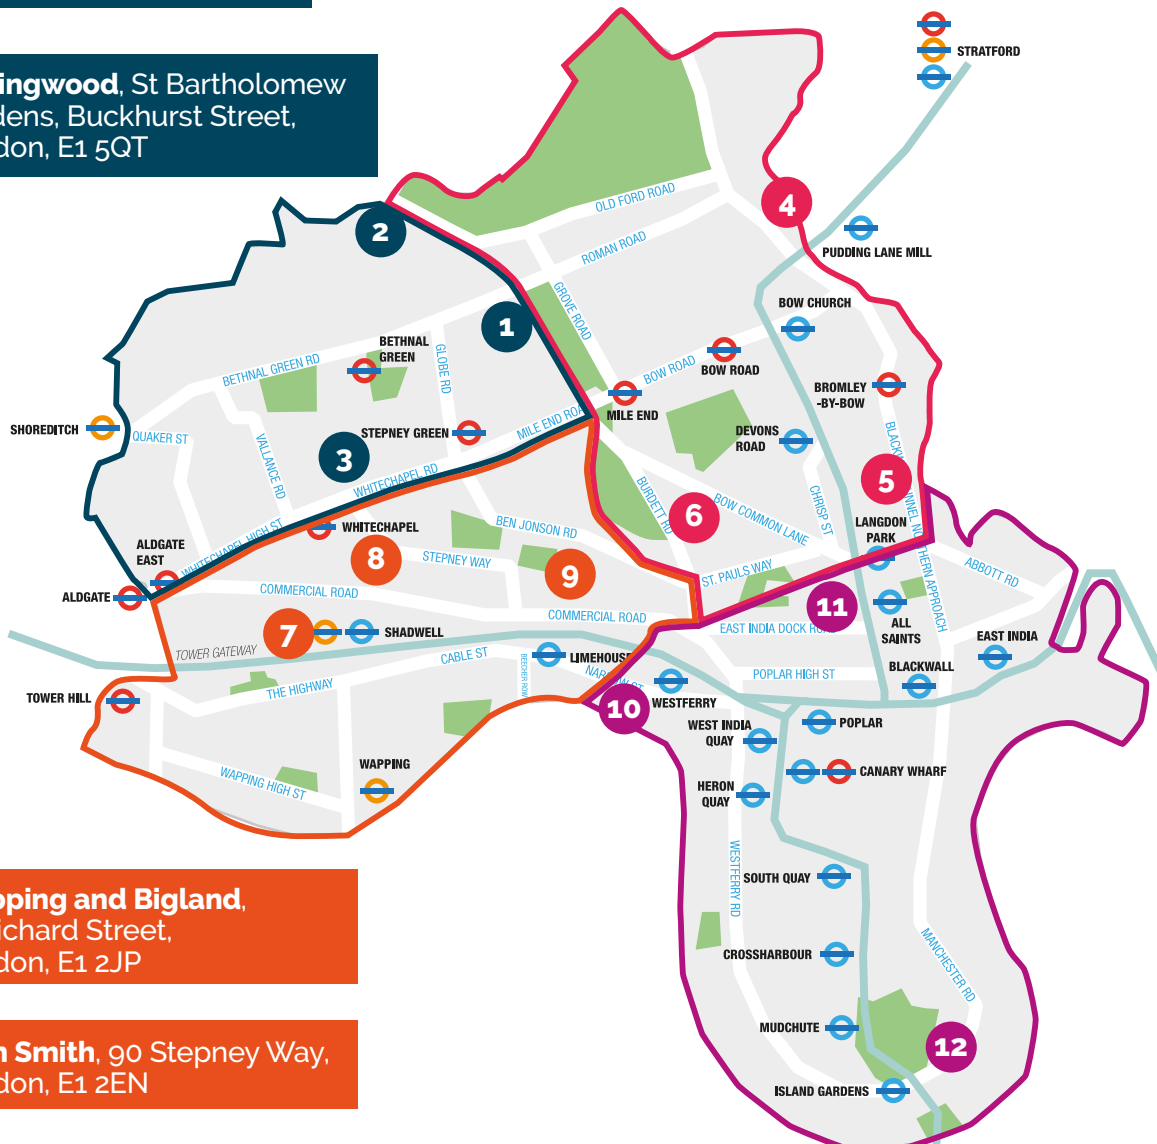 STRATFORD
ingwood, St Bartholomew
dens, Buckhurst Street,
don, E1 5QT
OLD FORD ROAD
4
2
ROMAN ROAD
PUDDING LANE MILL
GROVE ROAD
BOW CHURCH
1
BETHNAL
GREEN
GLOBE RD
BETHNAL GREEN RD
BOW ROAD
BOW ROAD
BROMLEY
-BY-BOW
MILE END
MILE END ROAD
SHOREDITCH
QUAKER ST
STEPNEY GREEN
DEVONS
ROAD
VALLANCE RD
3
WHITECHAPEL RD
5
BURDETT RD
CHRISP ST
BOW COMMON LANE
6
WHITECHAPEL
WHITECHAPEL HIGH ST
BEN JONSON RD
LANGDON
PARK
NORTHERN APPROACH
ALDGATE
EAST
8
STEPNEY WAY
9
ST. PAULS WAY
ABBOTT RD
ALDGATE
COMMERCIAL ROAD
COMMERCIAL ROAD
11
7
SHADWELL
EAST INDIA DOCK ROAD
ALL
SAINTS
EAST INDIA
TOWER GATEWAY
CABLE ST
BEECHER ROW
LIMEHOUSE
NARROW ST
POPLAR HIGH ST
BLACKWALL
TOWER HILL
THE HIGHWAY
10
WESTFERRY
WEST INDIA
QUAY
POPLAR
WAPPING
WAPPING HIGH ST
CANARY WHARF
HERON
QUAY
WESTFERRY RD
SOUTH QUAY
pping and Bigland,
ichard Street,
don, E1 2JP
CROSSHARBOUR
MANCHESTER RD
MUDCHUTE
12
n Smith, 90 Stepney Way,
don, E1 2EN
ISLAND GARDENS